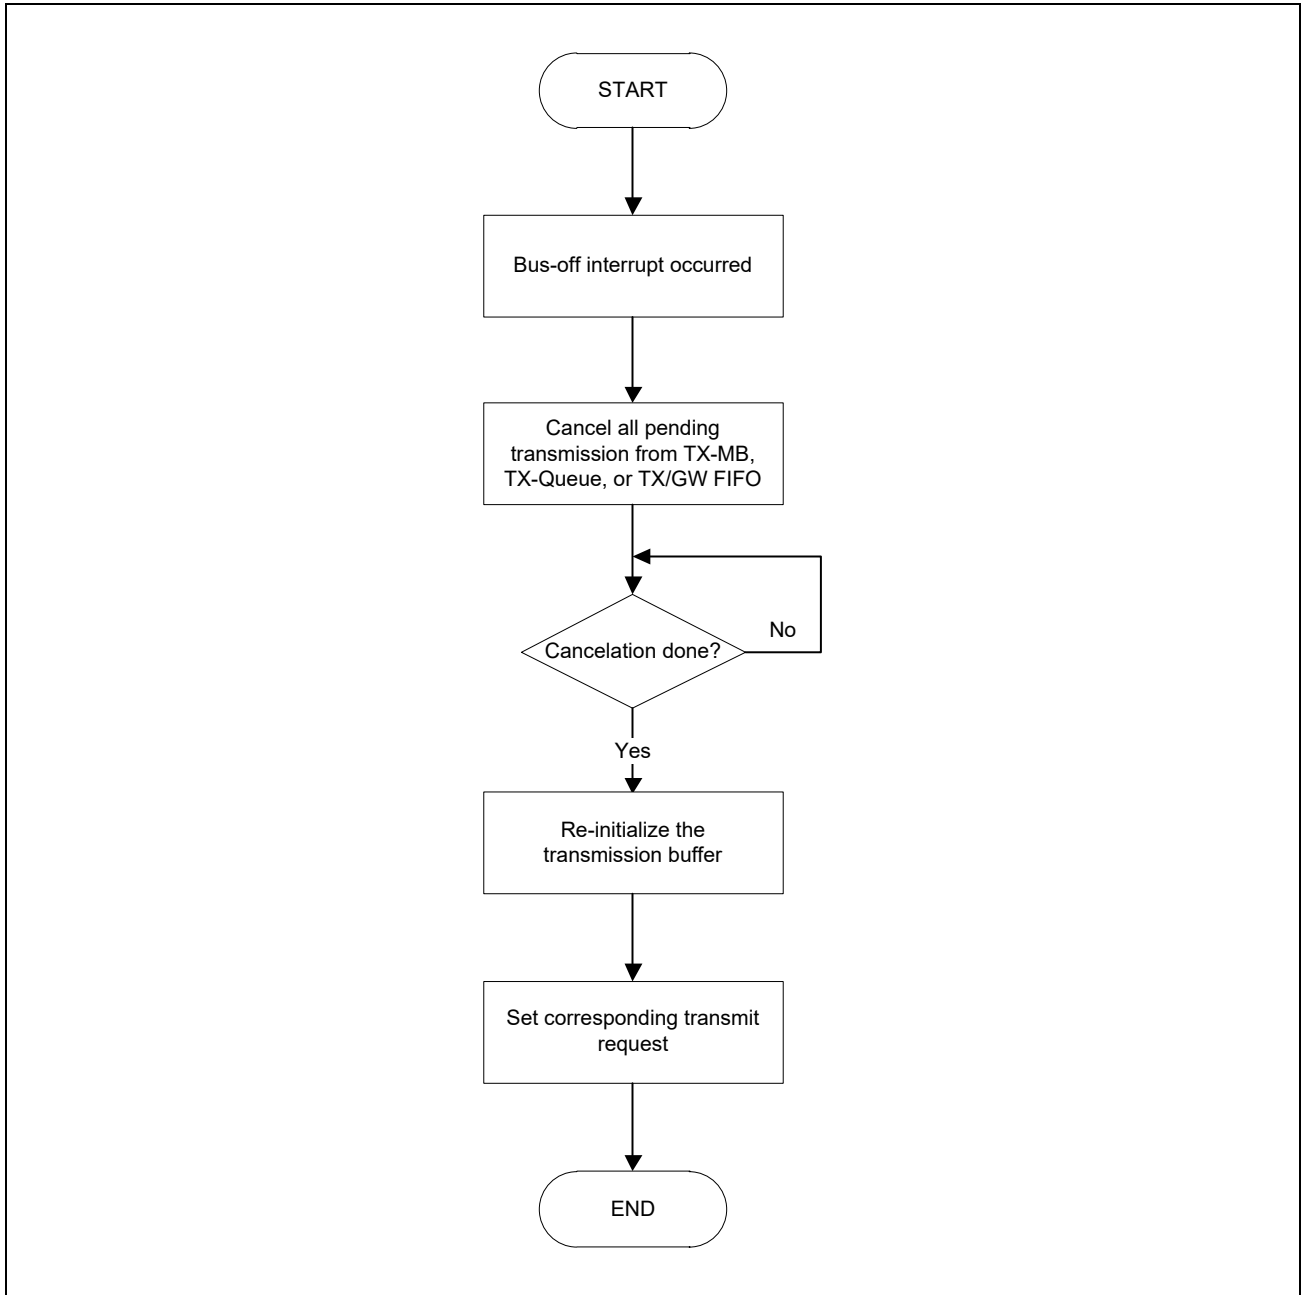 START
Bus-off interrupt occurred
Cancel all pending
transmission from TX-MB,
TX-Queue, or TX/GW FIFO
No
Cancelation done?
Yes
Re-initialize the
transmission buffer
Set corresponding transmit
request
END